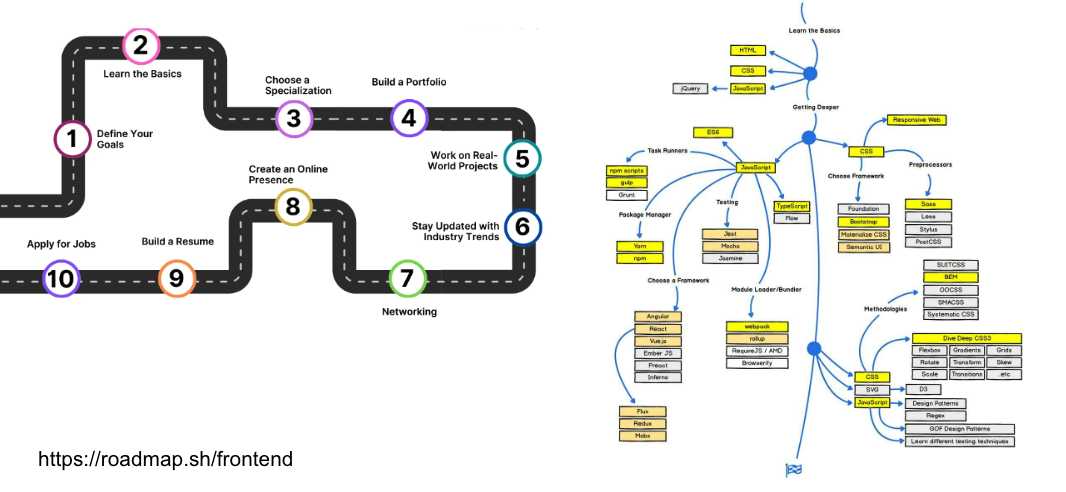 2
Learn the Basics
1
Define Your
Goals
Choose a
Specialization
3
Build a Portfolio
4
Work on Real-
World Projects
5
Stay Updated with
Industry Trends
6
7
Networking
Create an Online
Presence
8
Build a Resume
9
Apply for Jobs
10
https://roadmap.sh/frontend
Learn the Basics
HTML
CSS
JavaScript
jQuery
Getting Deeper
Responsive Web
CSS
Preprocessors
Sass
Less
Stylus
PostCSS
Choose Framework
Foundation
Bootstrap
Materialize CSS
Semantic UI
ES6
JavaScript
Task Runners
npm scripts
gulp
Grunt
Package Manager
Yarn
npm
Testing
Jest
Mocha
Jasmine
TypeScript
Flow
Choose a Framework
Angular
React
Vue.js
Ember JS
Preact
Inferno
Flux
Redux
Mobx
Module Loader/Bundler
webpack
rollup
RequireJS / AMD
Browserify
SUITCSS
BEM
OOCSS
SMACSS
Systematic CSS
Methodologies
Dive Deep CSS3
Flexbox Gradients Grids
Rotate Transform Skew
Scale Transitions ..etc
CSS
SVG
D3
JavaScript
Design Patterns
Regex
GOF Design Patterns
Learn different testing techniques